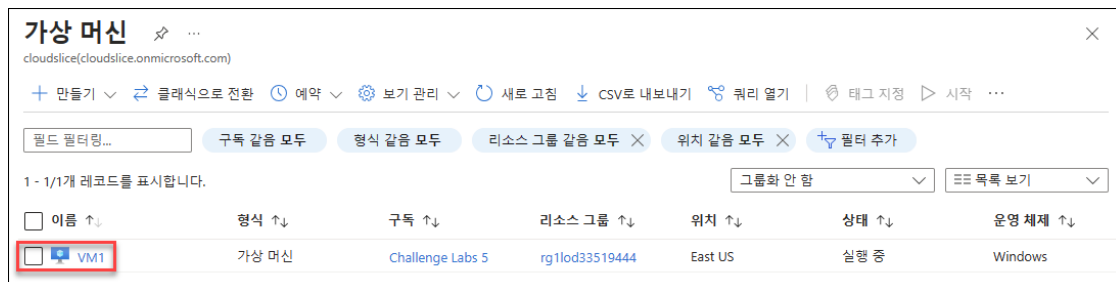 가상 머신 ...
cloudslice(cloudslice.onmicrosoft.com)
만들기 클래식으로 전환 예약 보기 관리 새로 고침 CSV로 내보내기 쿼리 열기 태그 지정 시작 ...
필드 필터링... 구독 같음 모두 형식 같음 모두 리소스 그룹 같음 모두 위치 같음 모두 필터 추가
1 - 1/1개 레코드를 표시합니다. 그룹화 안 함 목록 보기
이름 형식 구독 리소스 그룹 위치 상태 운영 체제
VM1 가상 머신 Challenge Labs 5 rg1lod33519444 East US 실행 중 Windows